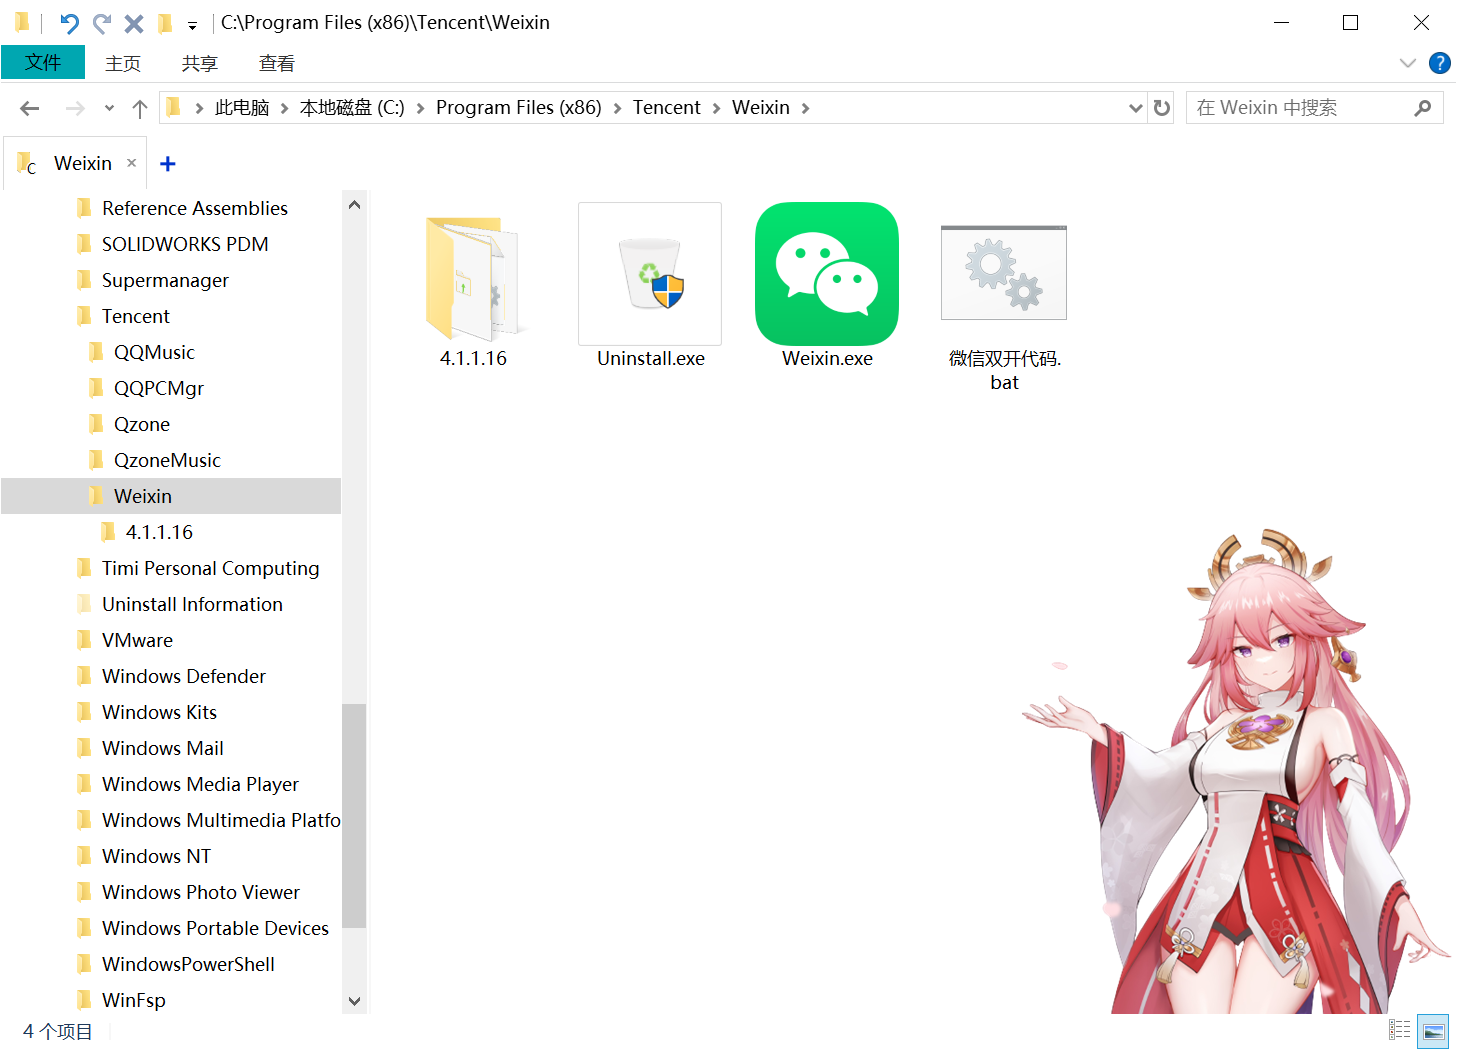 C:\Program Files (x86)\Tencent\Weixin
文件 主页 共享 查看
此电脑 本地磁盘 (C:) Program Files (x86) Tencent Weixin
在 Weixin 中搜索
C Weixin
Reference Assemblies
SOLIDWORKS PDM
Supermanager
Tencent
QQMusic
QQPCMgr
Qzone
QzoneMusic
Weixin
4.1.1.16
Timi Personal Computing
Uninstall Information
VMware
Windows Defender
Windows Kits
Windows Mail
Windows Media Player
Windows Multimedia Platfo
Windows NT
Windows Photo Viewer
Windows Portable Devices
WindowsPowerShell
WinFsp
4.1.1.16
Uninstall.exe
Weixin.exe
微信双开代码.
bat
4 个项目